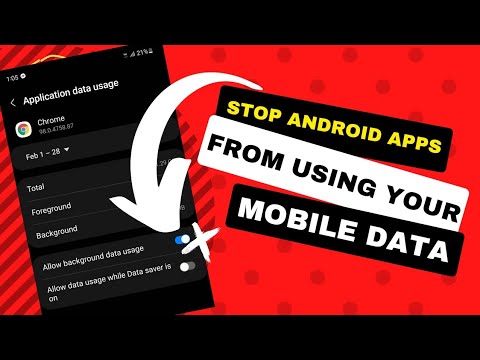 1:05
21%
Application data usage
Chrome
98.0.4758.87
Feb 1 – 28
Total
Foreground
Background
Allow background data usage
Allow data usage while Data saver is
on
STOP ANDROID APPS
FROM USING YOUR
MOBILE DATA